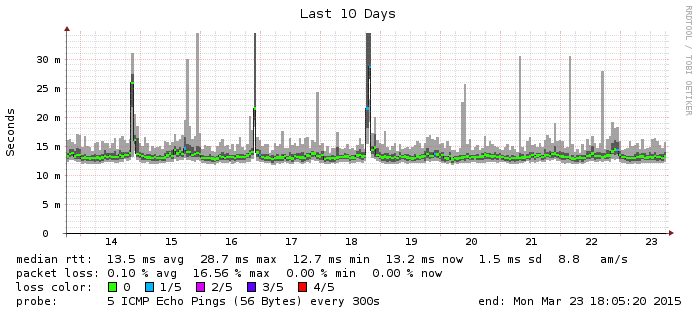 Last 10 Days
RRDTOOL / TOBI OETIKER
Seconds
30 m
25 m
20 m
15 m
10 m
5 m
0
14 15 16 17 18 19 20 21 22 23
median rtt: 13.5 ms avg 28.7 ms max 12.7 ms min 13.2 ms now 1.5 ms sd 8.8 am/s
packet loss: 0.10 % avg 16.56 % max 0.00 % min 0.00 % now
loss color: 0 1/5 2/5 3/5 4/5
probe: 5 ICMP Echo Pings (56 Bytes) every 300s end: Mon Mar 23 18:05:20 2015